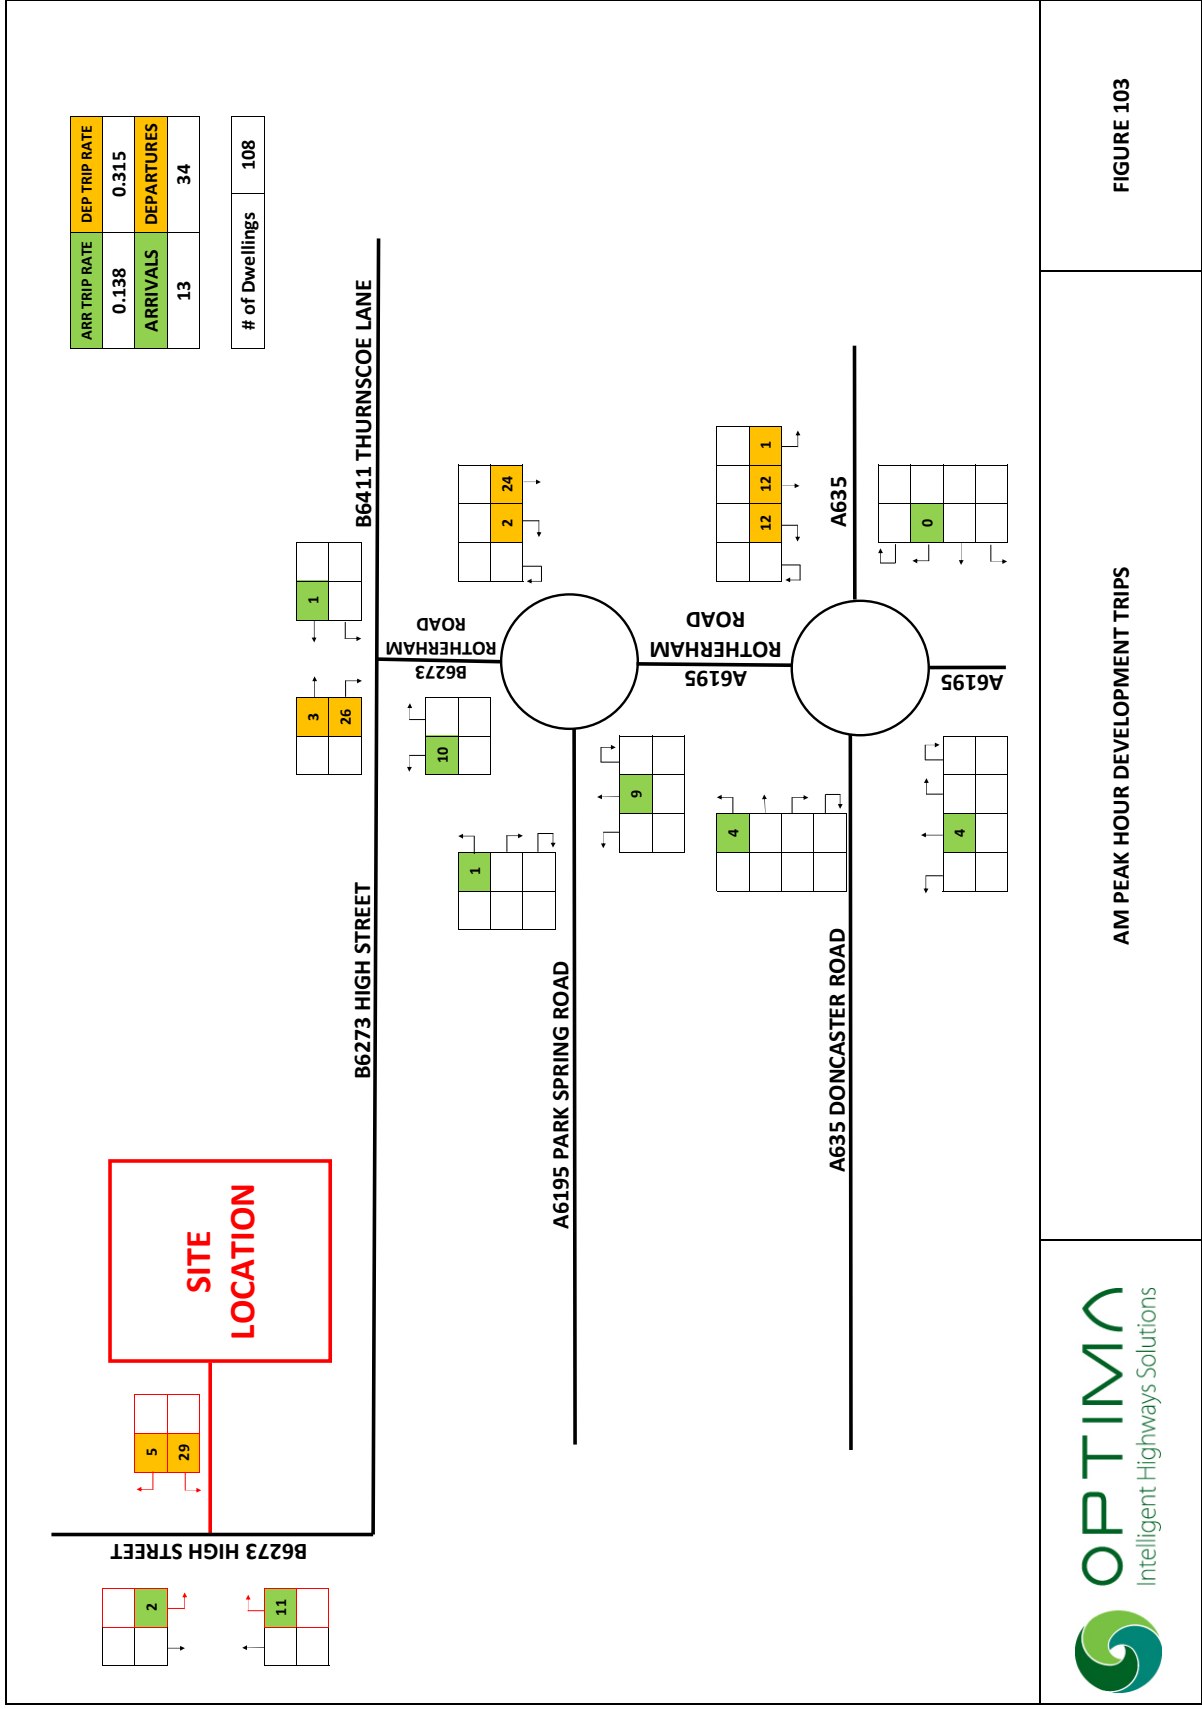 ARR TRIP RATE DEP TRIP RATE
0.138 0.315
ARRIVALS DEPARTURES
13 34
# of Dwellings 108
SITE
LOCATION
5
29
B6273 HIGH STREET
2
11
B6273 HIGH STREET
B6411 THURNSCOE LANE
3
26
1
B6273
ROTHERHAM
ROAD
10
2 24
1
A6195 PARK SPRING ROAD
9
A6195
ROTHERHAM
ROAD
12 12 1
4
A635 DONCASTER ROAD
A635
0
4
A6195
OPTIMA
Intelligent Highways Solutions
AM PEAK HOUR DEVELOPMENT TRIPS
FIGURE 103